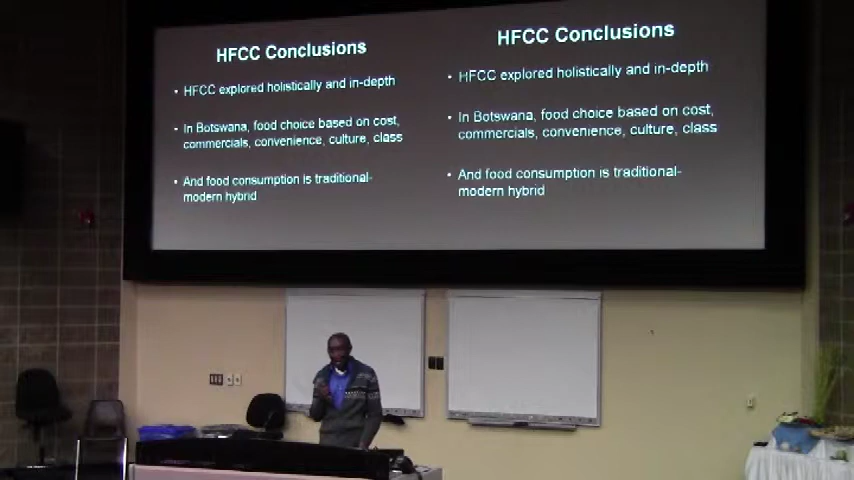 HFCC Conclusions
• HFCC explored holistically and in-depth
• In Botswana, food choice based on cost,
commercials, convenience, culture, class
• And food consumption is traditional-
modern hybrid
HFCC Conclusions
• HFCC explored holistically and in-depth
• In Botswana, food choice based on cost,
commercials, convenience, culture, class
• And food consumption is traditional-
modern hybrid